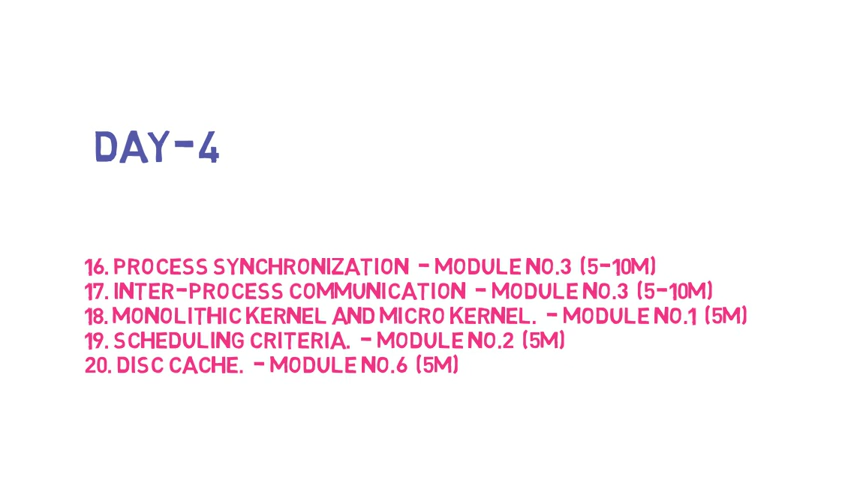 DAY-4
16. PROCESS SYNCHRONIZATION - MODULE NO.3 (5-10M)
17. INTER-PROCESS COMMUNICATION - MODULE NO.3 (5-10M)
18. MONOLITHIC KERNEL AND MICRO KERNEL. - MODULE NO.1 (5M)
19. SCHEDULING CRITERIA. - MODULE NO.2 (5M)
20. DISC CACHE. - MODULE NO.6 (5M)